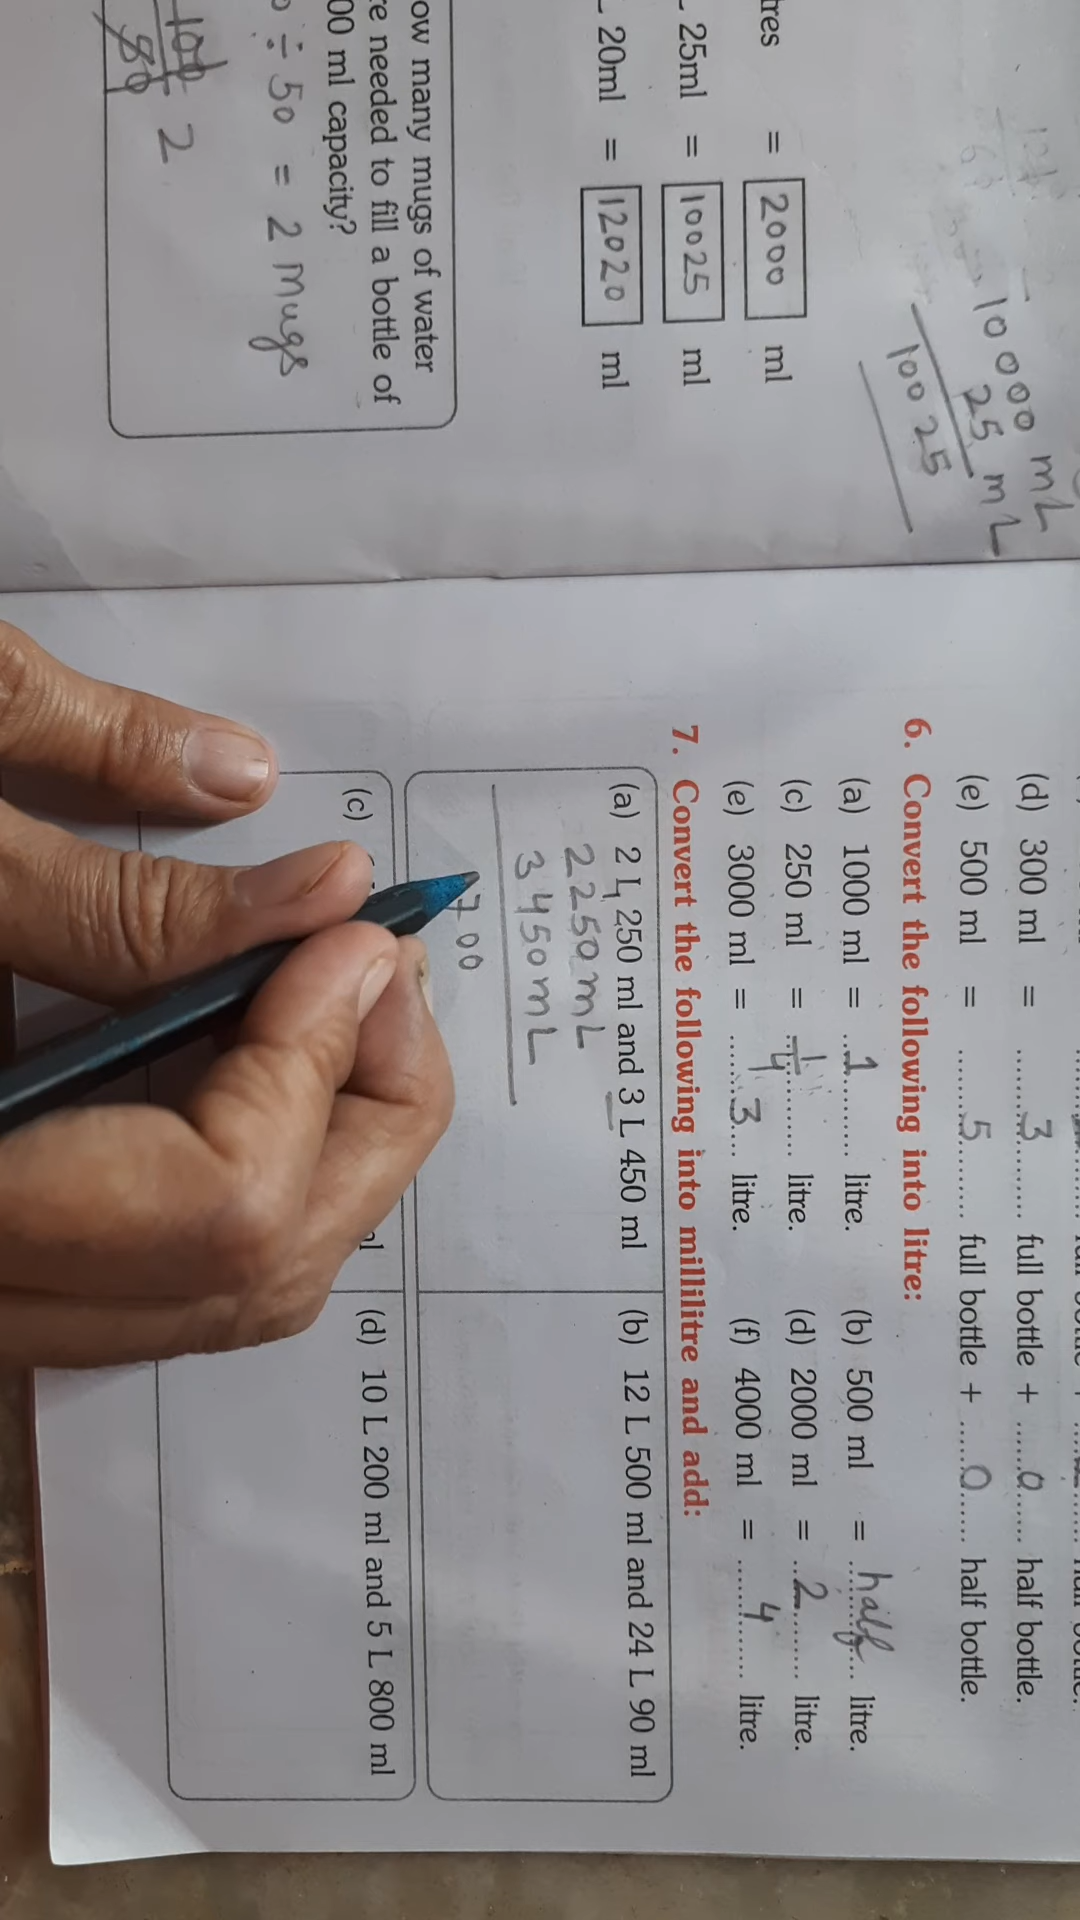 tres = 2000 ml
25ml = 10025 ml
20ml = 12020 ml
10000 mL
25 mL
10025
ow many mugs of water
re needed to fill a bottle of
00 ml capacity?
÷ 50 = 2 mugs
100
50
2
(d) 300 ml = ........3......... full bottle + ......0...... half bottle.
(e) 500 ml = ........5......... full bottle + ......0...... half bottle.
6. Convert the following into litre:
(a) 1000 ml = ..1......... litre. (b) 500 ml = half litre.
(c) 250 ml = 1/4 litre. (d) 2000 ml = ..2....... litre.
(e) 3000 ml = ........3.... litre. (f) 4000 ml = ......4...... litre.
7. Convert the following into millilitre and add:
(a) 2 L 250 ml and 3 L 450 ml (b) 12 L 500 ml and 24 L 90 ml
2250mL
3450mL
700
(c) (d) 10 L 200 ml and 5 L 800 ml